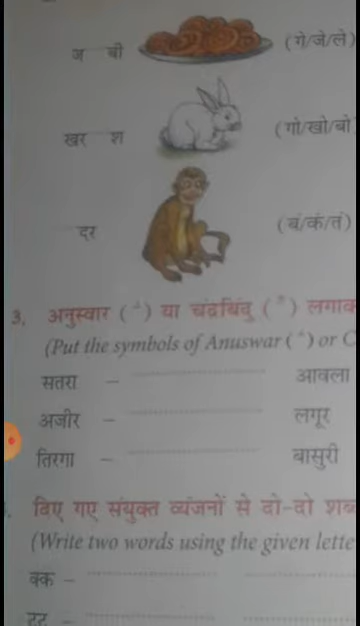 ज बी (गे/जे/ले)
खर श (गो/खो/बो
दर (बं/कं/तं)
3. अनुस्वार ( ं ) या चंद्रबिंदु ( ँ ) लगाक
(Put the symbols of Anuswar ( ं ) or C
सतरा – आवला
अजीर – लगूर
तिरगा – बासुरी
. दिए गए संयुक्त व्यंजनों से दो-दो शब्
(Write two words using the given lette
क्क –
ट्ट –